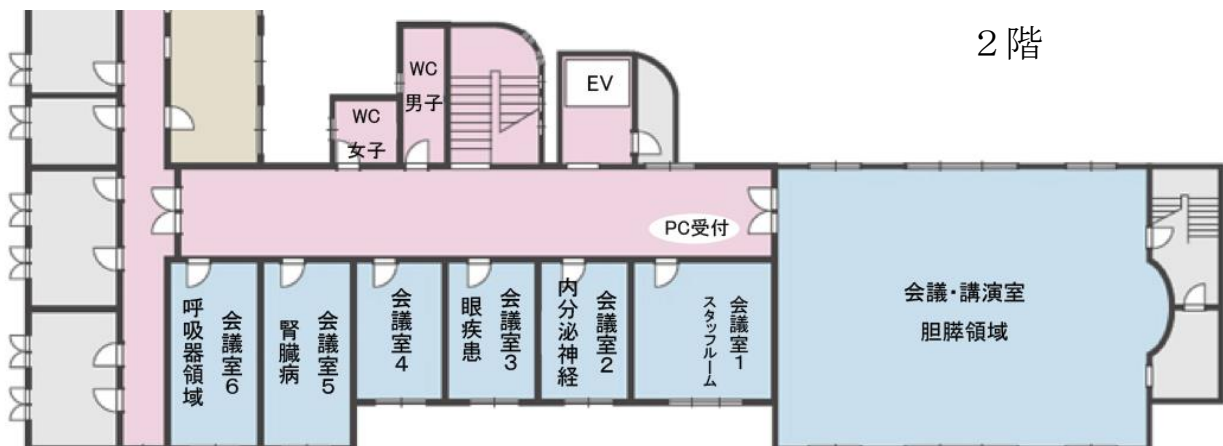 ２階
WC
男子
EV
WC
女子
PC受付
会議・講演室
胆膵領域
会議室６
呼吸器領域
会議室５
腎臓病
会議室４
会議室３
眼疾患
会議室２
内分泌神経
会議室１
スタッフルーム